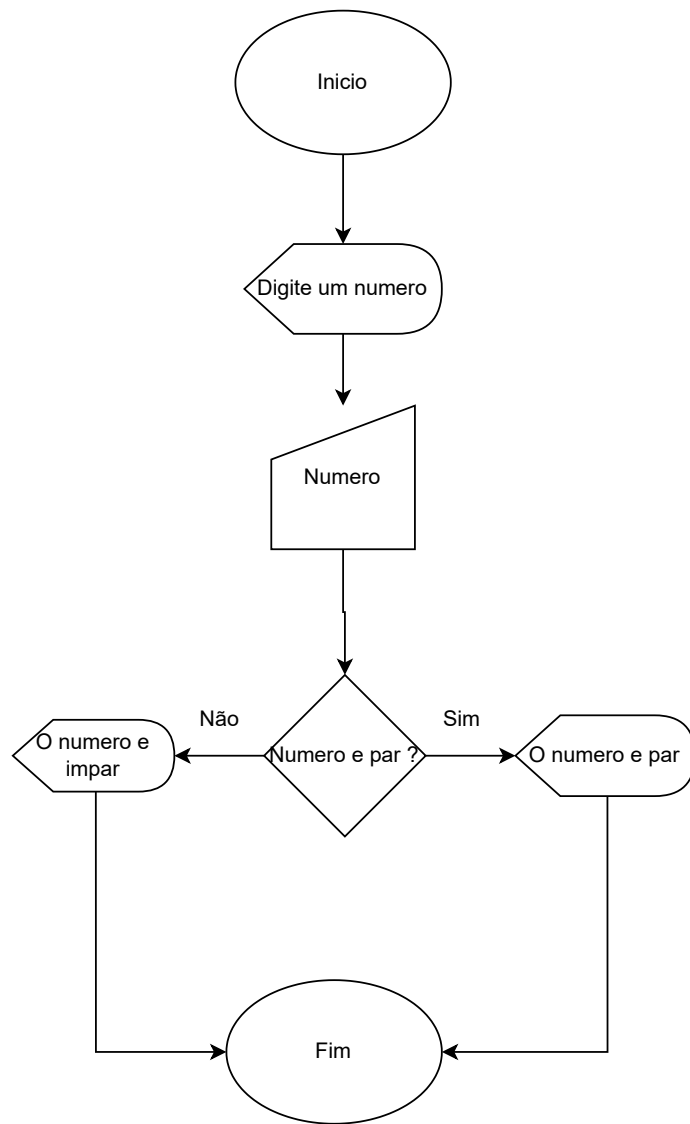 Inicio
Digite um numero
Numero
Não
Sim
O numero e
impar
Numero e par ?
O numero e par
Fim